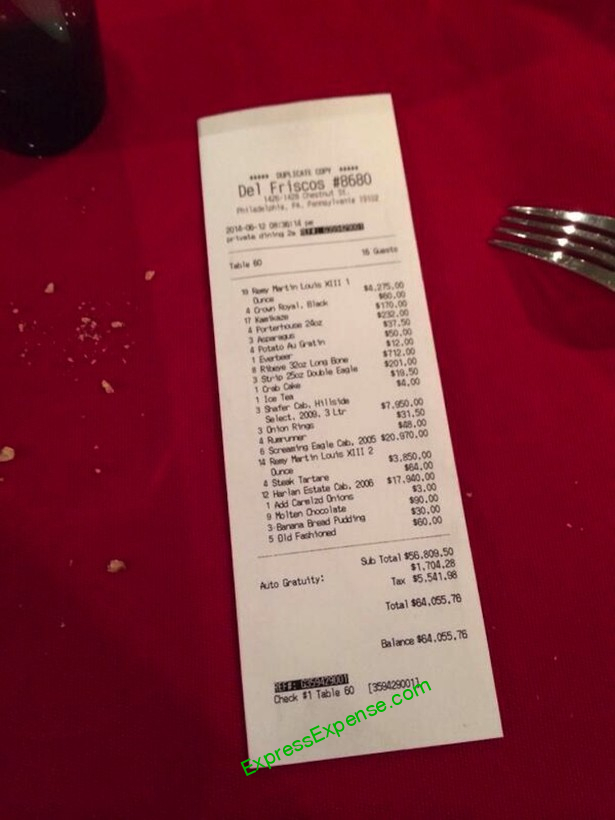 ***** DUPLICATE COPY *****
Del Friscos #8680
1426-1428 Chestnut St.
Philadelphia, PA, Pennsylvania 19102
2014-06-12 08:36:14 pm
private dining 2a REF#: G359429001
Table 60 16 Guests
19 Remy Martin Louis XIII 1 $4,275.00
Ounce
4 Crown Royal, Black $60.00
17 Kamikaze $170.00
4 Porterhouse 24oz $232.00
3 Asparagus $37.50
4 Potato Au Gratin $50.00
1 Everbeer $12.00
8 Ribeye 32oz Long Bone $712.00
3 Strip 25oz Double Eagle $201.00
1 Crab Cake $19.50
1 Ice Tea $4.00
3 Shafer Cab, Hillside $7,950.00
Select, 2009, 3 Ltr
3 Onion Rings $31.50
4 Rumrunner $48.00
6 Screaming Eagle Cab, 2005 $20,970.00
14 Remy Martin Louis XIII 2 $3,850.00
Ounce
4 Steak Tartare $64.00
12 Harlan Estate Cab, 2006 $17,940.00
1 Add Carmlzd Onions $3.00
9 Molten Chocolate $90.00
3 Banana Bread Pudding $30.00
5 Old Fashioned $60.00
Sub Total $56,809.50
Auto Gratuity: $1,704.28
Tax $5,541.98
Total $64,055.76
Balance $64,055.76
REF#: G359429001
Check #1 Table 60 [359429001]
ExpressExpense.com